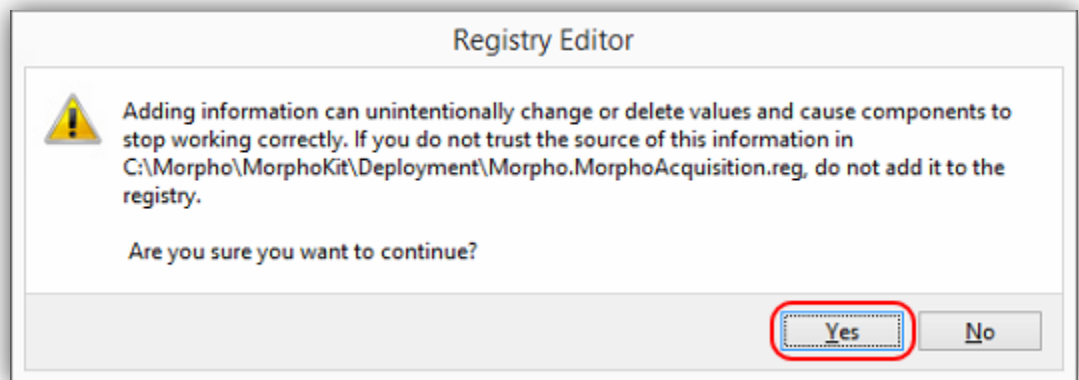 Registry Editor
Adding information can unintentionally change or delete values and cause components to
stop working correctly. If you do not trust the source of this information in
C:\Morpho\MorphoKit\Deployment\Morpho.MorphoAcquisition.reg, do not add it to the
registry.
Are you sure you want to continue?
Yes No